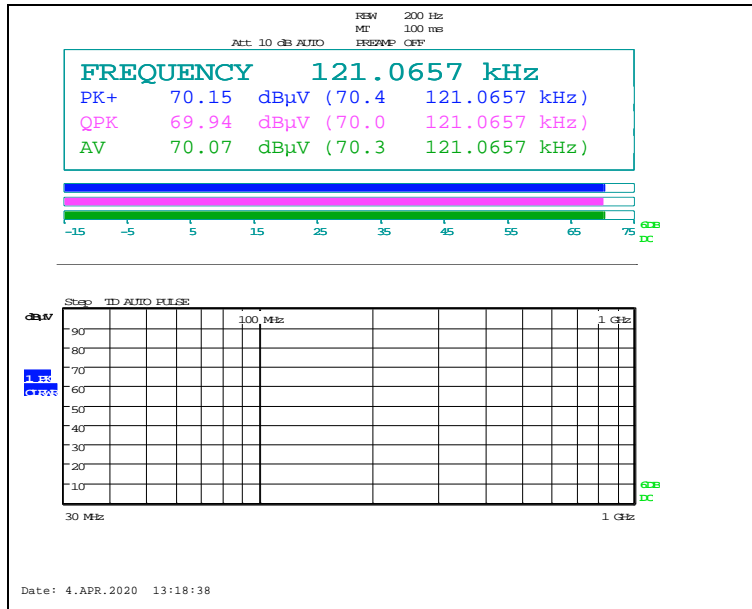 RBW 200 Hz
MT 100 ms
Att 10 dB AUTO PREAMP OFF
FREQUENCY 121.0657 kHz
PK+ 70.15 dBµV (70.4 121.0657 kHz)
QPK 69.94 dBµV (70.0 121.0657 kHz)
AV 70.07 dBµV (70.3 121.0657 kHz)
-15 -5 5 15 25 35 45 55 65 75
6DB
DC
Step TD AUTO PULSE
dBµV
100 MHz 1 GHz
90
80
70
1 PK
CLRWR
60
50
40
30
20
10
6DB
DC
30 MHz 1 GHz
Date: 4.APR.2020 13:18:38